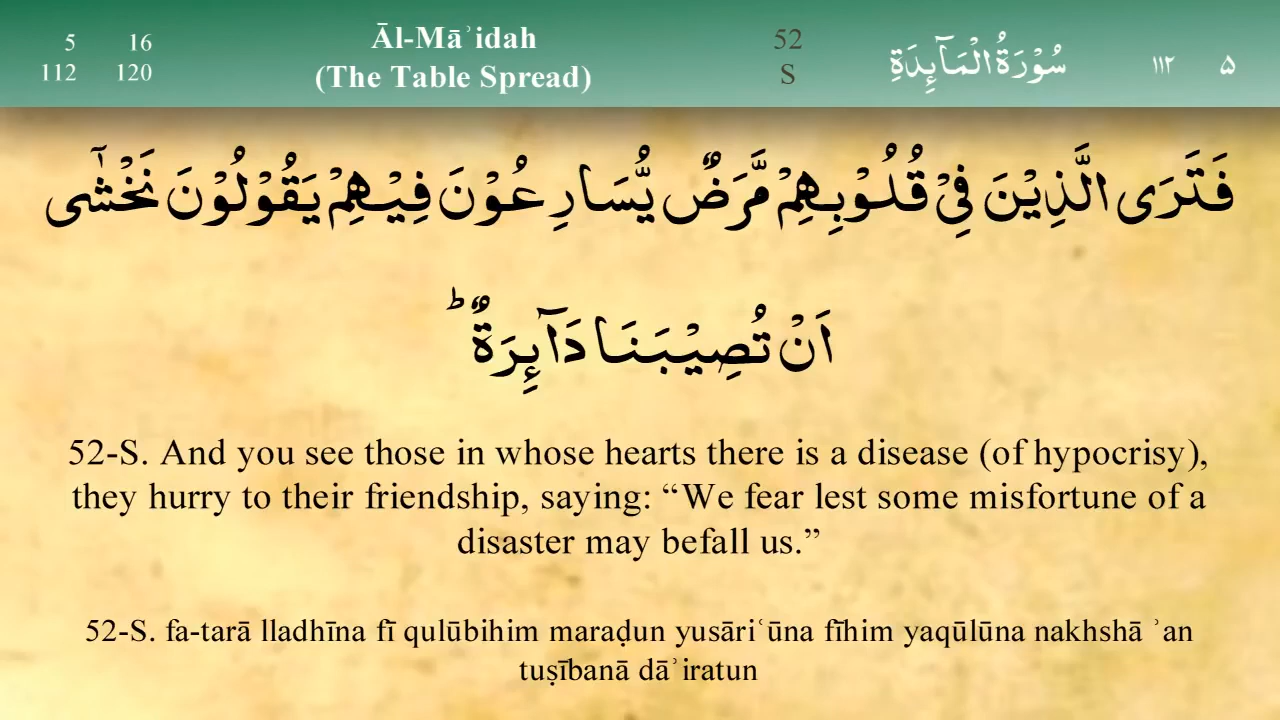 5 16
112 120
Āl-Māʾidah
(The Table Spread)
52
S
سُوْرَةُ الْمَآئِدَةِ
١١٢ ٥
فَتَرَى الَّذِيْنَ فِيْ قُلُوْبِهِمْ مَّرَضٌ يُّسَارِعُوْنَ فِيْهِمْ يَقُوْلُوْنَ نَخْشٰٓى
اَنْ تُصِيْبَنَا دَآئِرَةٌ ؕ
52-S. And you see those in whose hearts there is a disease (of hypocrisy),
they hurry to their friendship, saying: “We fear lest some misfortune of a
disaster may befall us.”
52-S. fa-tarā lladhīna fī qulūbihim maraḍun yusāriʿūna fīhim yaqūlūna nakhshā ʾan
tuṣībanā dāʾiratun